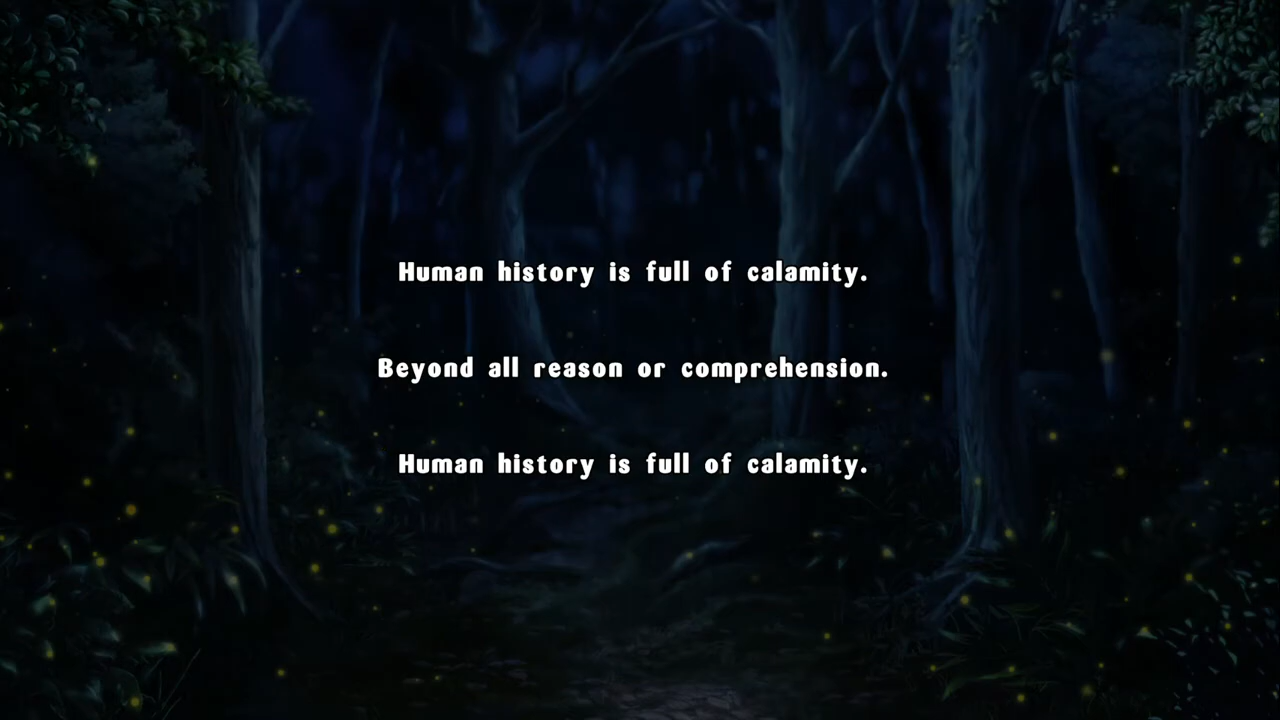 Human history is full of calamity.
Beyond all reason or comprehension.
Human history is full of calamity.